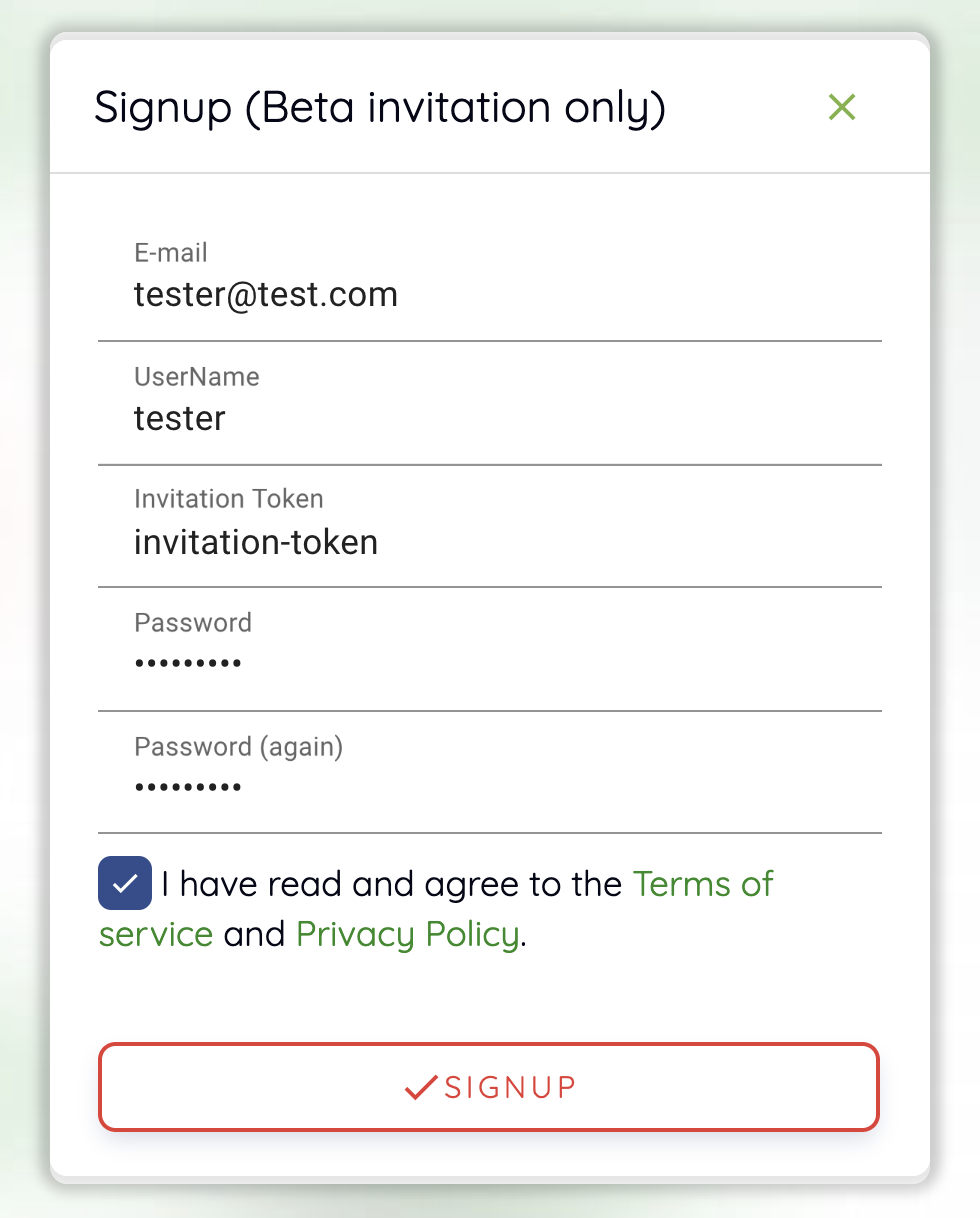 Signup (Beta invitation only)
E-mail
tester@test.com
UserName
tester
Invitation Token
invitation-token
Password
•••••••••
Password (again)
•••••••••
I have read and agree to the Terms of
service and Privacy Policy.
SIGNUP